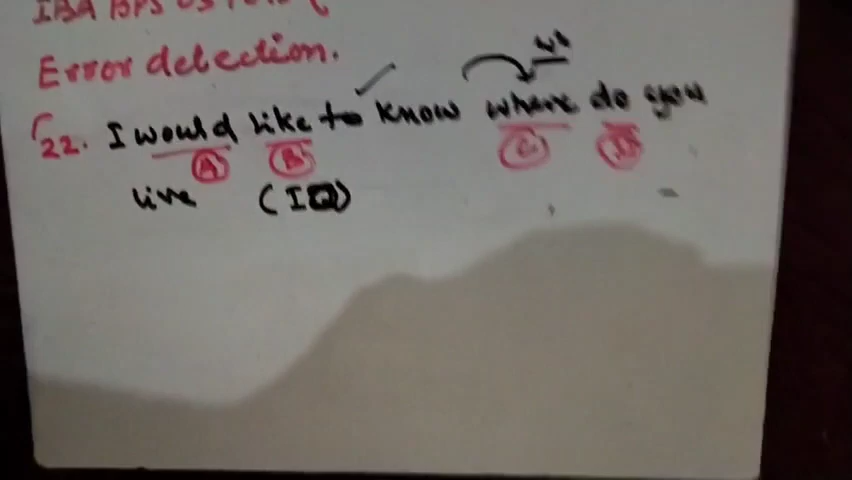 Error detection.
22. I would like to know where do you
A B C D
live (IQ)